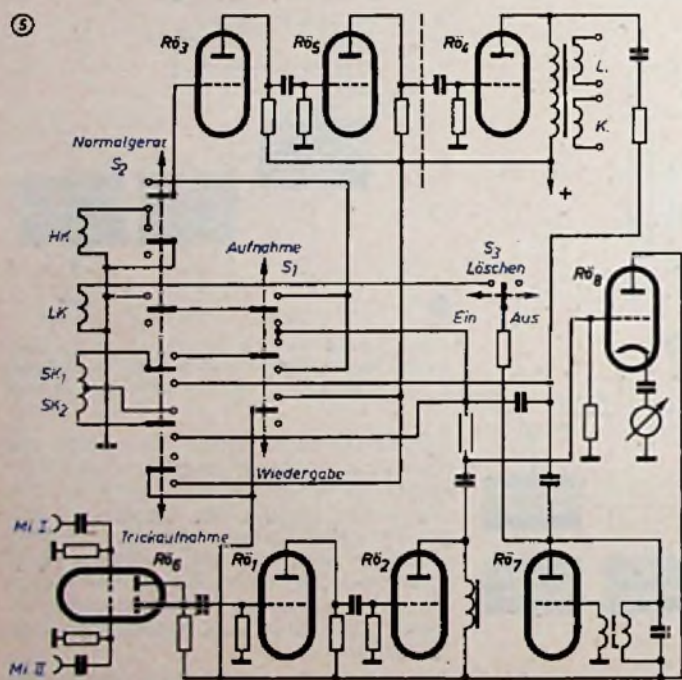 5
Rö3
Rö5
Rö4
L.
K.
Normalgerät
S2
+
HK
Aufnahme
S1
S3
Löschen
Rö8
LK
Ein
Aus
SK1
SK2
Wiedergabe
Mi. I
Trickaufnahme
Rö6
Rö1
Rö2
Rö7
Mi. II